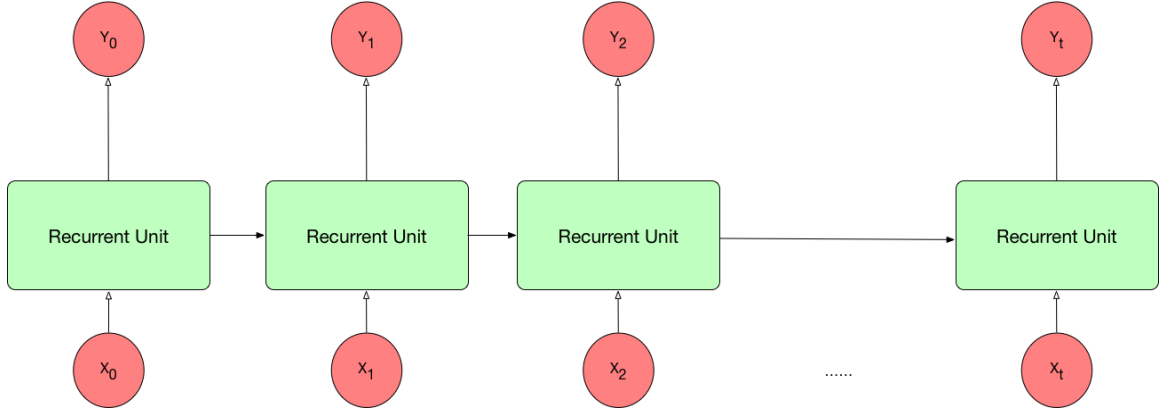 Y0 Y1 Y2 Yt
Recurrent Unit Recurrent Unit Recurrent Unit Recurrent Unit
X0 X1 X2 ...... Xt